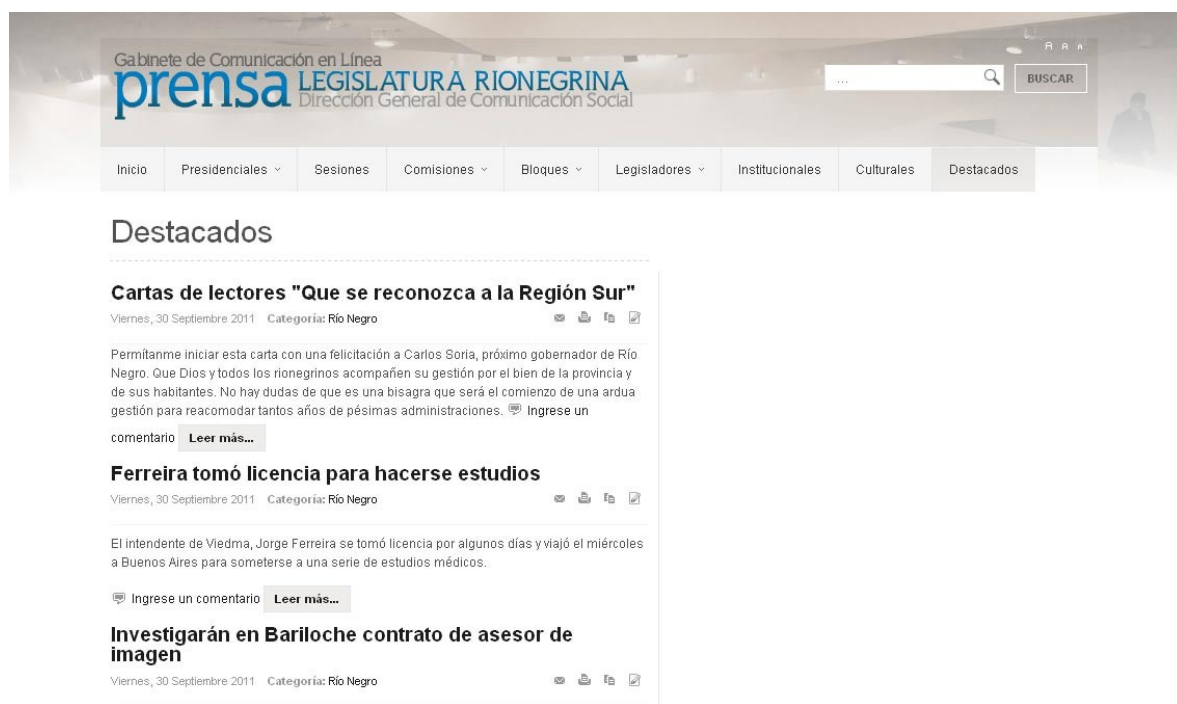 Gabinete de Comunicación en Línea
prensa LEGISLATURA RIONEGRINA
Dirección General de Comunicación Social
A A A
...
BUSCAR
Inicio Presidenciales Sesiones Comisiones Bloques Legisladores Institucionales Culturales Destacados
Destacados
Cartas de lectores "Que se reconozca a la Región Sur"
Viernes, 30 Septiembre 2011 Categoría: Río Negro
Permítanme iniciar esta carta con una felicitación a Carlos Soria, próximo gobernador de Río
Negro. Que Dios y todos los rionegrinos acompañen su gestión por el bien de la provincia y
de sus habitantes. No hay dudas de que es una bisagra que será el comienzo de una ardua
gestión para reacomodar tantos años de pésimas administraciones. Ingrese un
comentario Leer más...
Ferreira tomó licencia para hacerse estudios
Viernes, 30 Septiembre 2011 Categoría: Río Negro
El intendente de Viedma, Jorge Ferreira se tomó licencia por algunos días y viajó el miércoles
a Buenos Aires para someterse a una serie de estudios médicos.
Ingrese un comentario Leer más...
Investigarán en Bariloche contrato de asesor de
imagen
Viernes, 30 Septiembre 2011 Categoría: Río Negro